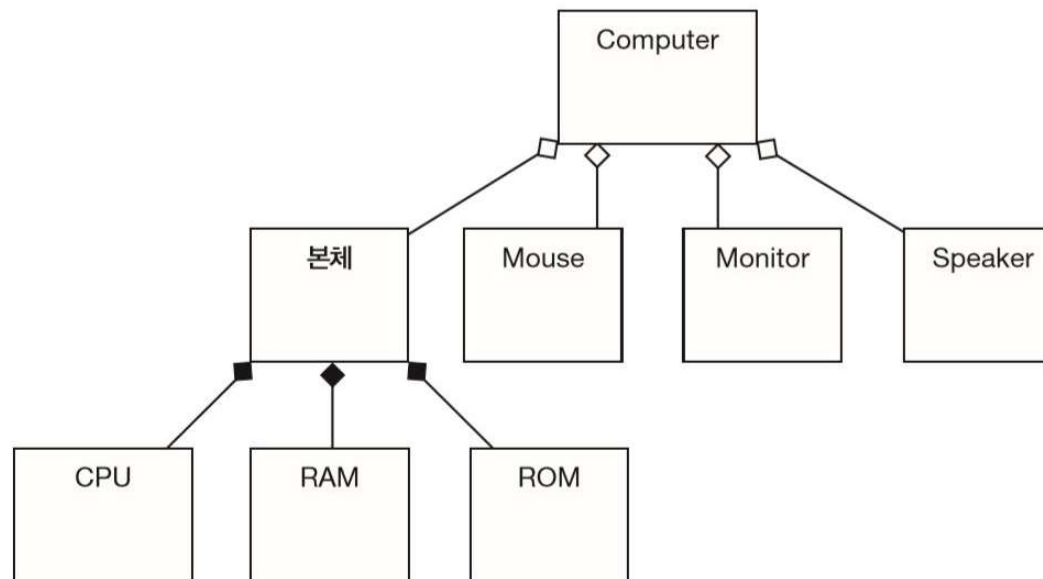 Computer
본체
Mouse
Monitor
Speaker
CPU
RAM
ROM